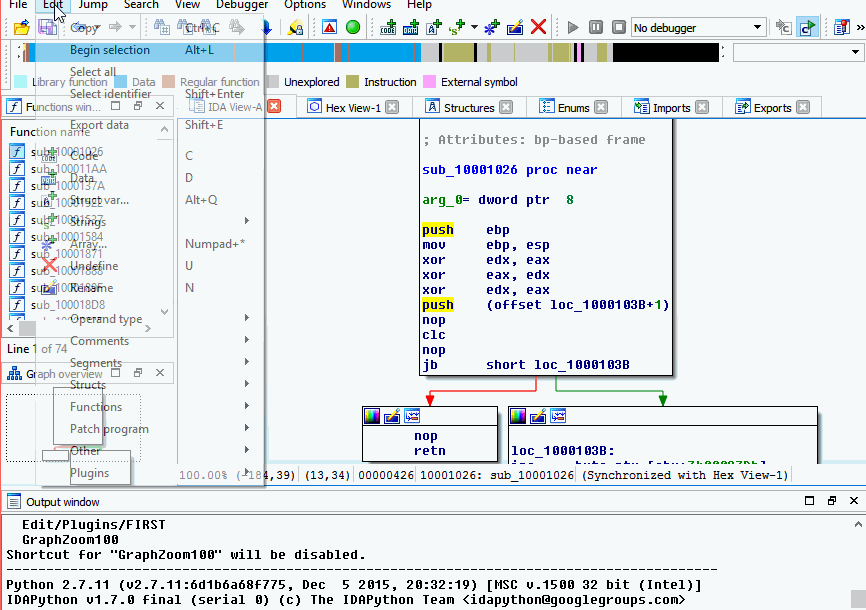 File Edit Jump Search View Debugger Options Windows Help
No debugger
Copy Ctrl+C
Begin selection Alt+L
Select all
Select identifier Shift+Enter
Export data Shift+E
Code C
Data D
Struct var... Alt+Q
Strings
Array... Numpad+*
Undefine U
Rename N
Operand type
Comments
Segments
Structs
Functions
Patch program
Other
Plugins
Library function Data Regular function Unexplored Instruction External symbol
Functions win... IDA View-A Hex View-1 Structures Enums Imports Exports
Function name
sub_10001026
sub_100011AA
sub_1000137A
sub_10001527
sub_10001584
sub_10001871
sub_10001888
sub_100018D8
Line 1 of 74
Graph overview
; Attributes: bp-based frame
sub_10001026 proc near
arg_0= dword ptr 8
push ebp
mov ebp, esp
xor edx, eax
xor eax, edx
xor edx, eax
push (offset loc_1000103B+1)
nop
clc
nop
jb short loc_1000103B
nop
retn
loc_1000103B:
100.00% (-184,39) (13,34) 00000426 10001026: sub_10001026 (Synchronized with Hex View-1)
Output window
Edit/Plugins/FIRST
GraphZoom100
Shortcut for "GraphZoom100" will be disabled.
Python 2.7.11 (v2.7.11:6d1b6a68f775, Dec 5 2015, 20:32:19) [MSC v.1500 32 bit (Intel)]
IDAPython v1.7.0 final (serial 0) (c) The IDAPython Team <idapython@googlegroups.com>